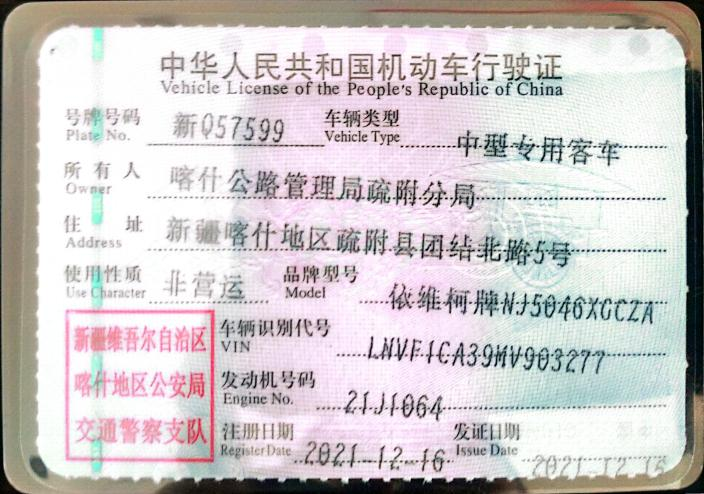 中华人民共和国机动车行驶证
Vehicle License of the People's Republic of China
号牌号码 新Q57599 车辆类型 中型专用客车
Plate No. Vehicle Type
所有人 喀什公路管理局疏附分局
Owner
住址 新疆喀什地区疏附县团结北路5号
Address
使用性质 非营运 品牌型号 依维柯牌NJ5046XGCZA
Use Character Model
新疆维吾尔自治区
喀什地区公安局
交通警察支队
车辆识别代号 LNVF1CA39MV903277
VIN
发动机号码 21J1064
Engine No.
注册日期 2021-12-16 发证日期 2021-12-16
Register Date Issue Date